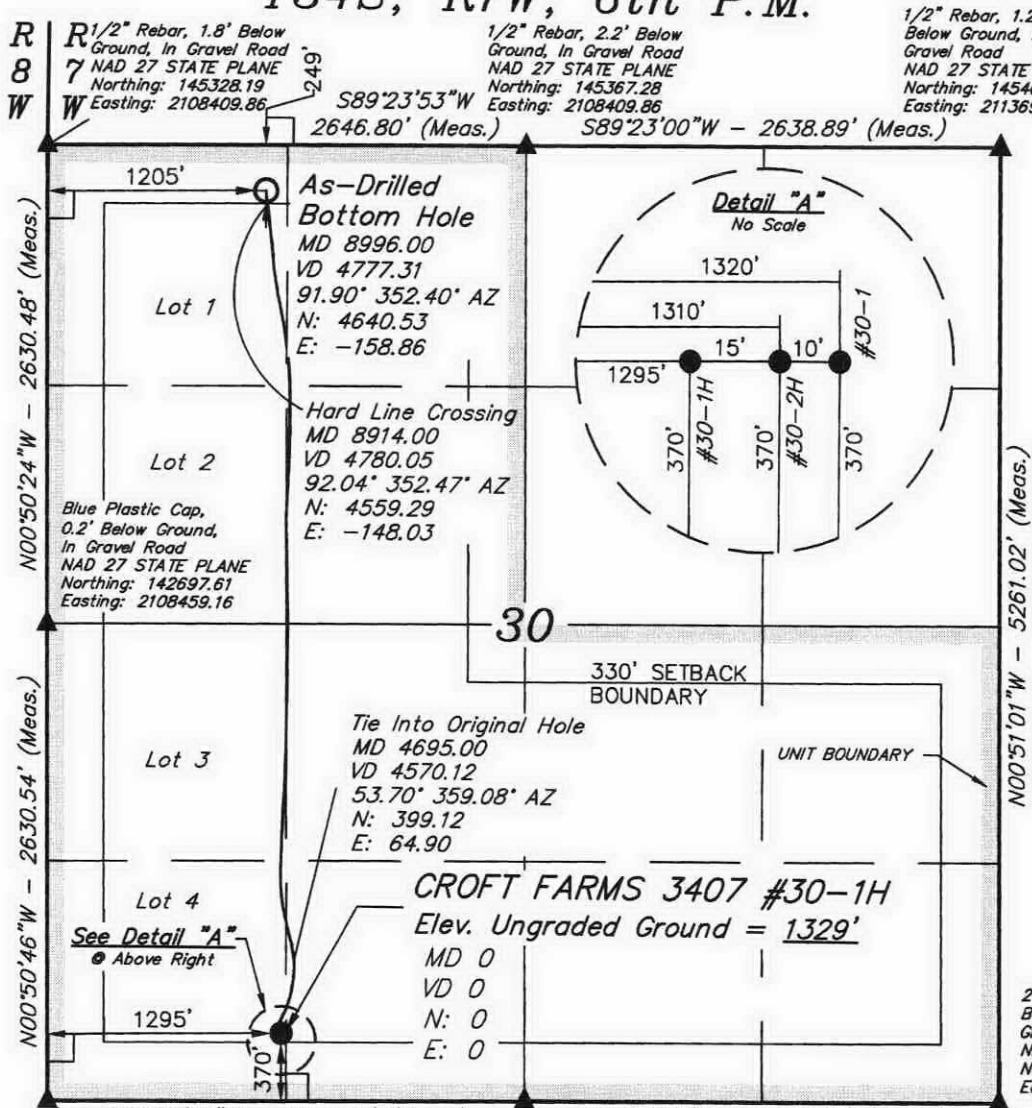 T34S, R7W, 6th P.M.
R
8
W
R
7
W
1/2" Rebar, 1.8' Below
Ground, In Gravel Road
NAD 27 STATE PLANE
Northing: 145328.19
Easting: 2108409.86
249'
S89°23'53"W
2646.80' (Meas.)
1/2" Rebar, 2.2' Below
Ground, In Gravel Road
NAD 27 STATE PLANE
Northing: 145367.28
Easting: 2108409.86
S89°23'00"W - 2638.89' (Meas.)
1/2" Rebar, 1.2
Below Ground,
Gravel Road
NAD 27 STATE
Northing: 1454
Easting: 211369
1205'
As-Drilled
Bottom Hole
MD 8996.00
VD 4777.31
91.90° 352.40° AZ
N: 4640.53
E: -158.86
Lot 1
N00°50'24"W - 2630.48' (Meas.)
Detail "A"
No Scale
1320'
1310'
15'
10'
#30-1
1295'
370'
#30-1H
370'
#30-2H
370'
Hard Line Crossing
MD 8914.00
VD 4780.05
92.04° 352.47° AZ
N: 4559.29
E: -148.03
Lot 2
Blue Plastic Cap,
0.2' Below Ground,
In Gravel Road
NAD 27 STATE PLANE
Northing: 142697.61
Easting: 2108459.16
30
N00°51'01"W - 5261.02' (Meas.)
330' SETBACK
BOUNDARY
UNIT BOUNDARY
Lot 3
Tie Into Original Hole
MD 4695.00
VD 4570.12
53.70° 359.08° AZ
N: 399.12
E: 64.90
N00°50'46"W - 2630.54' (Meas.)
Lot 4
See Detail "A"
@ Above Right
CROFT FARMS 3407 #30-1H
Elev. Ungraded Ground = 1329'
MD 0
VD 0
N: 0
E: 0
1295'
370'